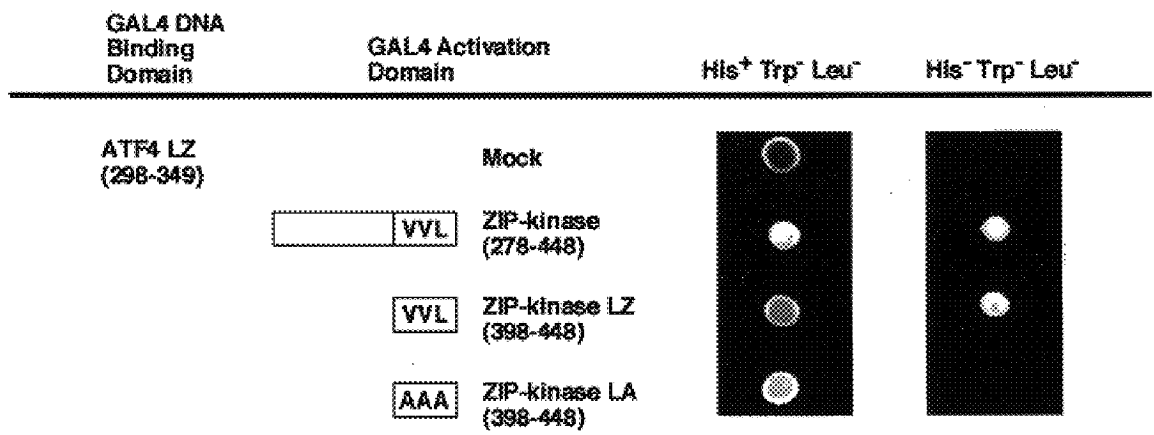 GAL4 DNA
Binding
Domain
GAL4 Activation
Domain
His+ Trp- Leu-
His- Trp- Leu-
ATF4 LZ
(298-349)
Mock
VVL
ZIP-kinase
(278-448)
VVL
ZIP-kinase LZ
(398-448)
AAA
ZIP-kinase LA
(398-448)